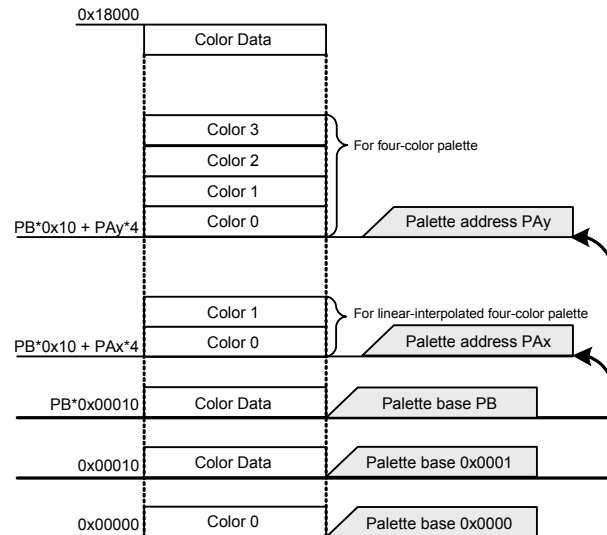 0x18000
Color Data
Color 3
For four-color palette
Color 2
Color 1
Color 0
Palette address PAy
PB*0x10 + PAy*4
Color 1
For linear-interpolated four-color palette
Color 0
Palette address PAx
PB*0x10 + PAx*4
PB*0x00010
Color Data
Palette base PB
0x00010
Color Data
Palette base 0x0001
0x00000
Color 0
Palette base 0x0000